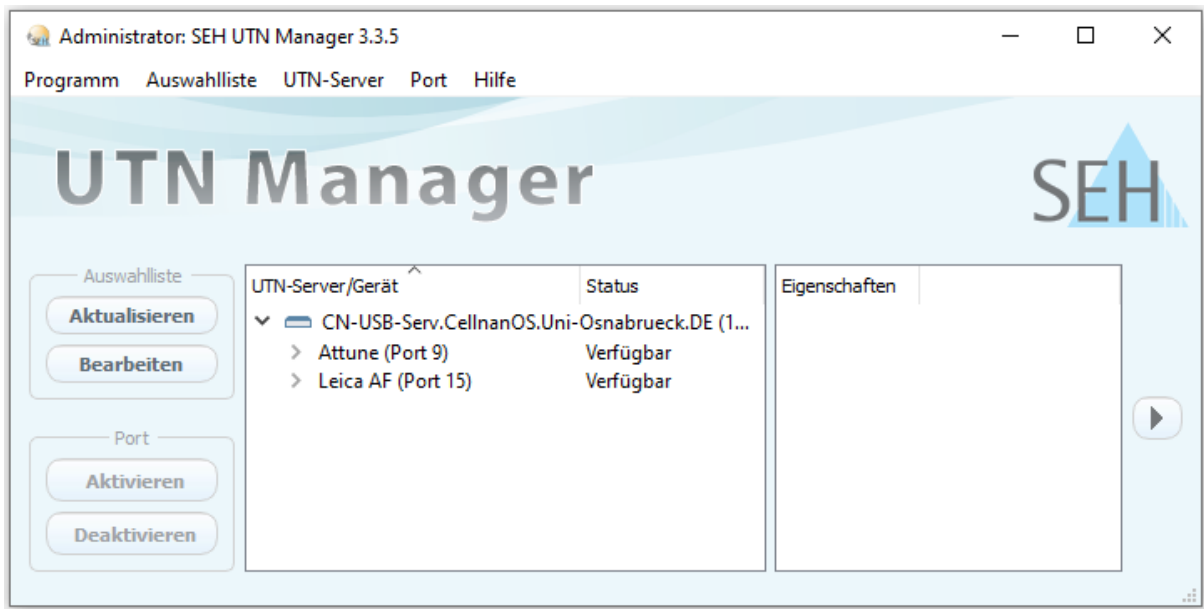 Administrator: SEH UTN Manager 3.3.5
Programm Auswahlliste UTN-Server Port Hilfe
UTN Manager
SEH
Auswahlliste
Aktualisieren
Bearbeiten
Port
Aktivieren
Deaktivieren
UTN-Server/Gerät Status
CN-USB-Serv.CellnanOS.Uni-Osnabrueck.DE (1...
Attune (Port 9) Verfügbar
Leica AF (Port 15) Verfügbar
Eigenschaften